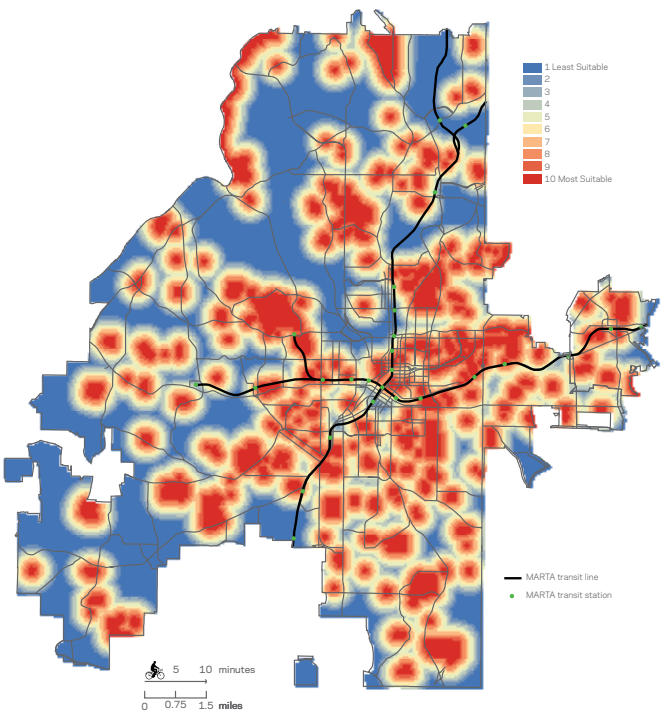 1 Least Suitable
2
3
4
5
6
7
8
9
10 Most Suitable
MARTA transit line
MARTA transit station
5 10 minutes
0 0.75 1.5 miles